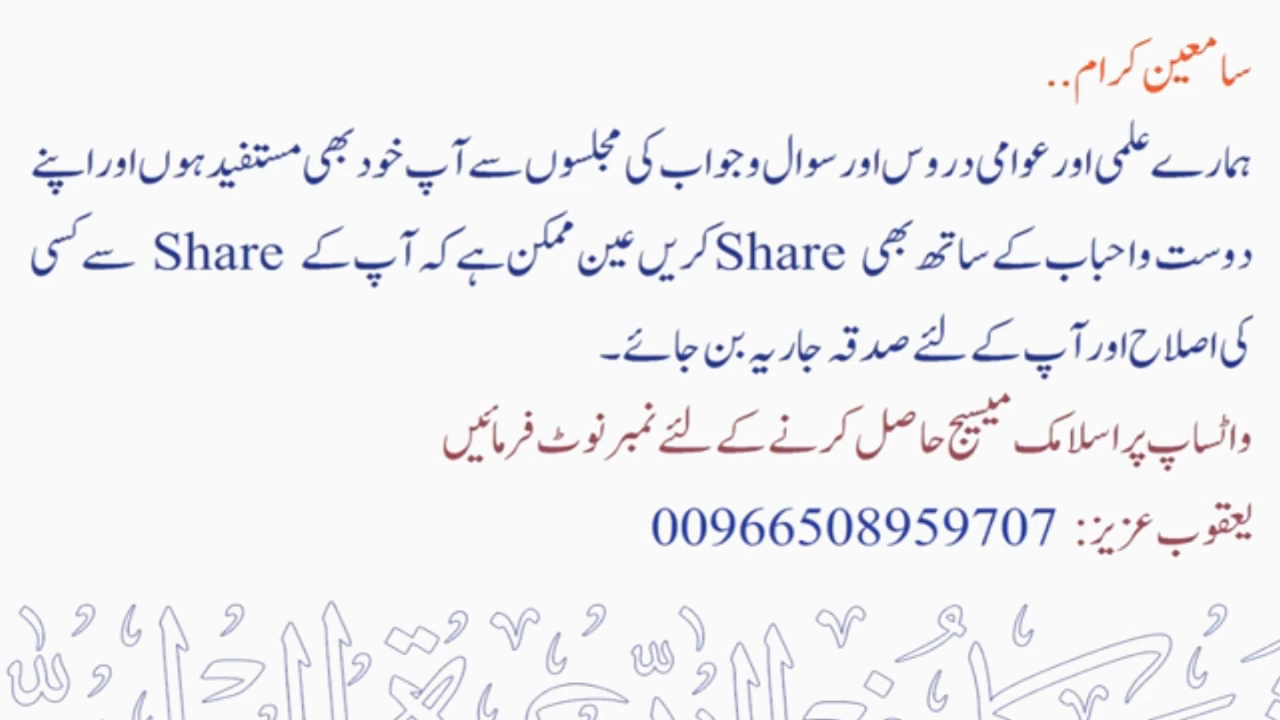 سامعین کرام..
ہمارے علمی اور عوامی دروس اور سوال وجواب کی مجلسوں سے آپ خود بھی مستفید ہوں اور اپنے
دوست واحباب کے ساتھ بھی Share کریں عین ممکن ہے کہ آپ کے Share سے کسی
کی اصلاح اور آپ کے لئے صدقہ جاریہ بن جائے۔
واٹساپ پر اسلامک میسیج حاصل کرنے کے لئے نمبر نوٹ فرمائیں
یعقوب عزیز: 00966508959707